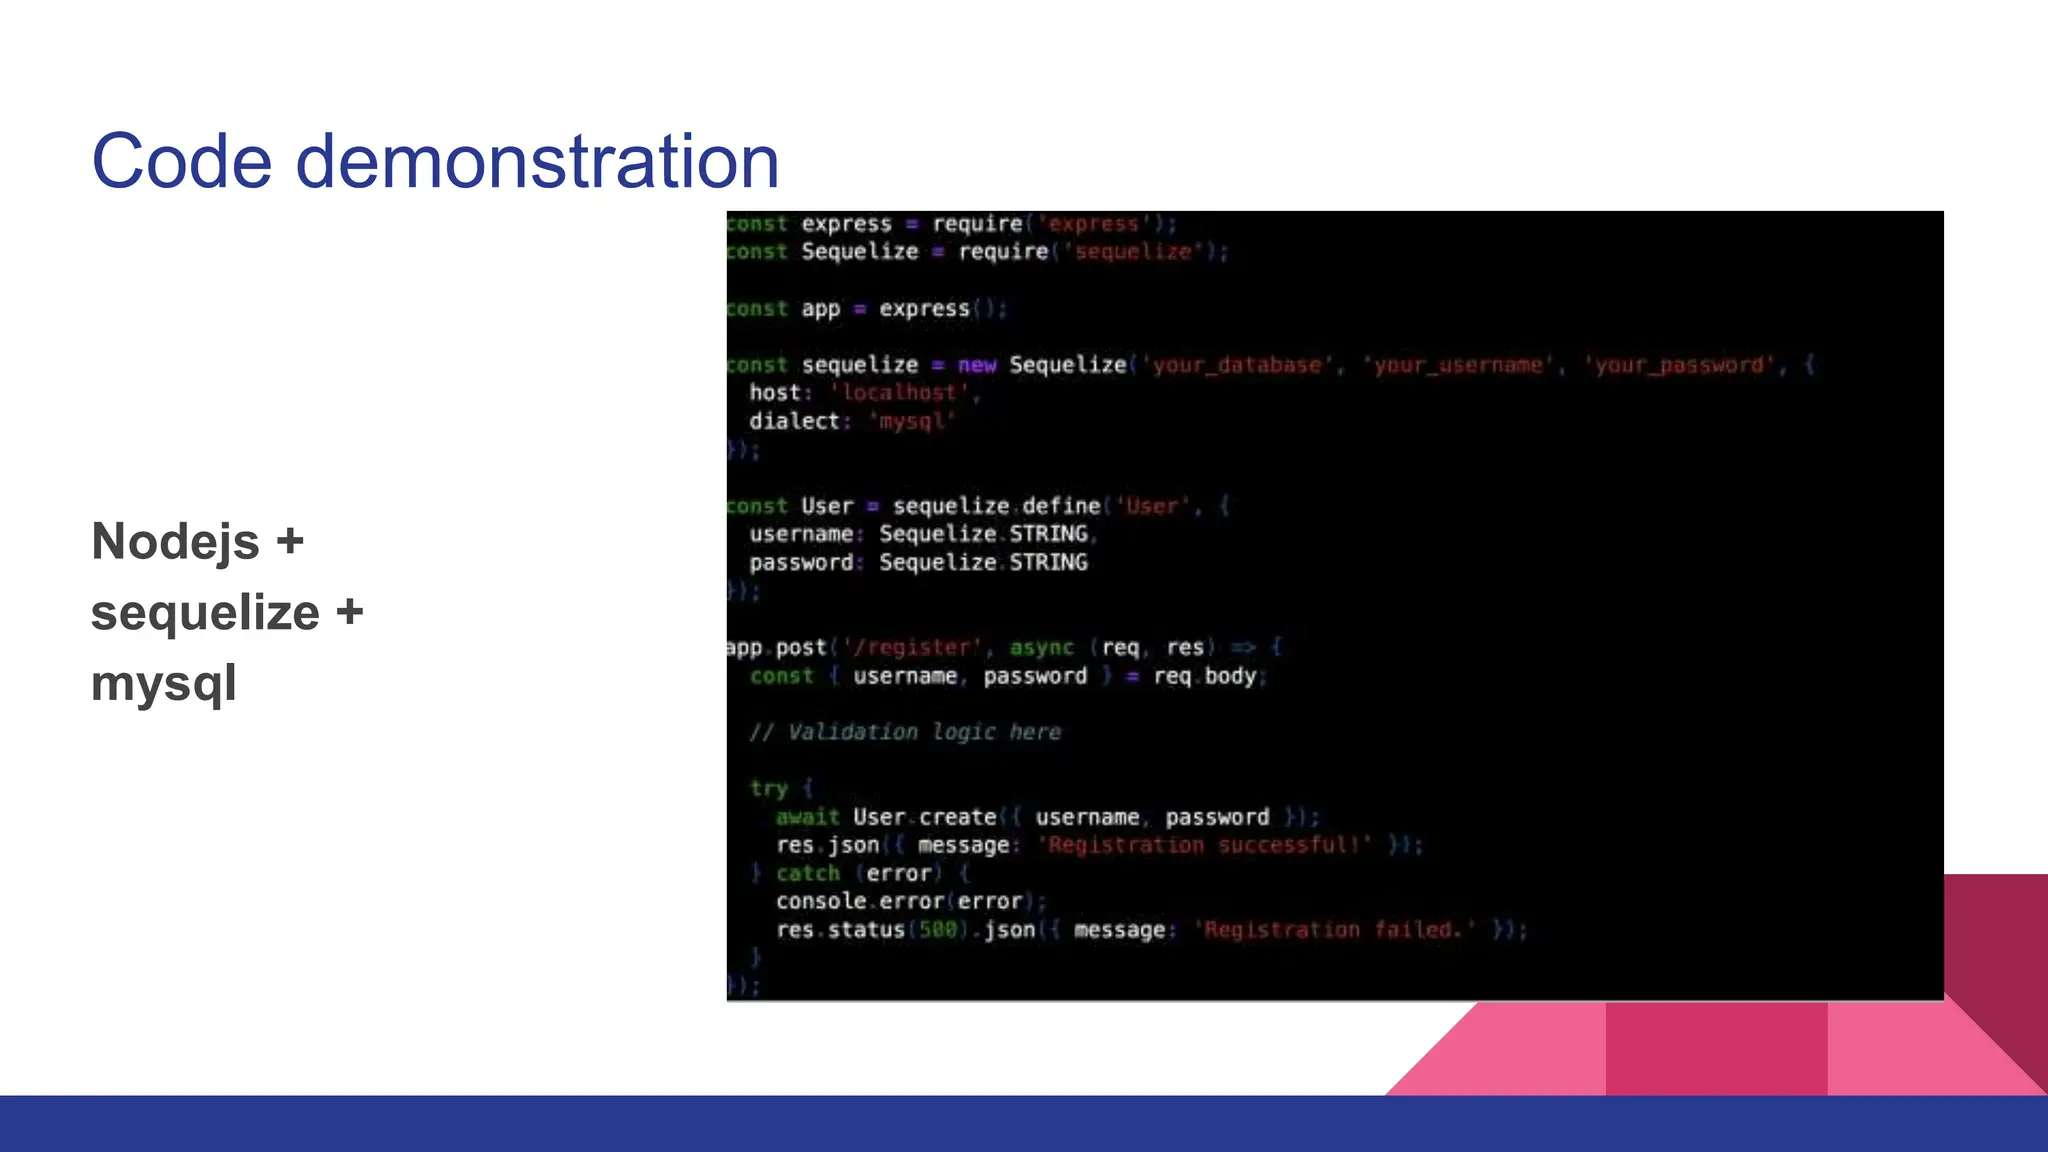 Code demonstration
Nodejs +
sequelize +
mysql
const express = require('express');
const Sequelize = require('sequelize');
const app = express();
const sequelize = new Sequelize('your_database', 'your_username', 'your_password', {
  host: 'localhost',
  dialect: 'mysql'
});
const User = sequelize.define('User', {
  username: Sequelize.STRING,
  password: Sequelize.STRING
});
app.post('/register', async (req, res) => {
  const { username, password } = req.body;
  // Validation logic here
  try {
    await User.create({ username, password });
    res.json({ message: 'Registration successful!' });
  } catch (error) {
    console.error(error);
    res.status(500).json({ message: 'Registration failed.' });
  }
});